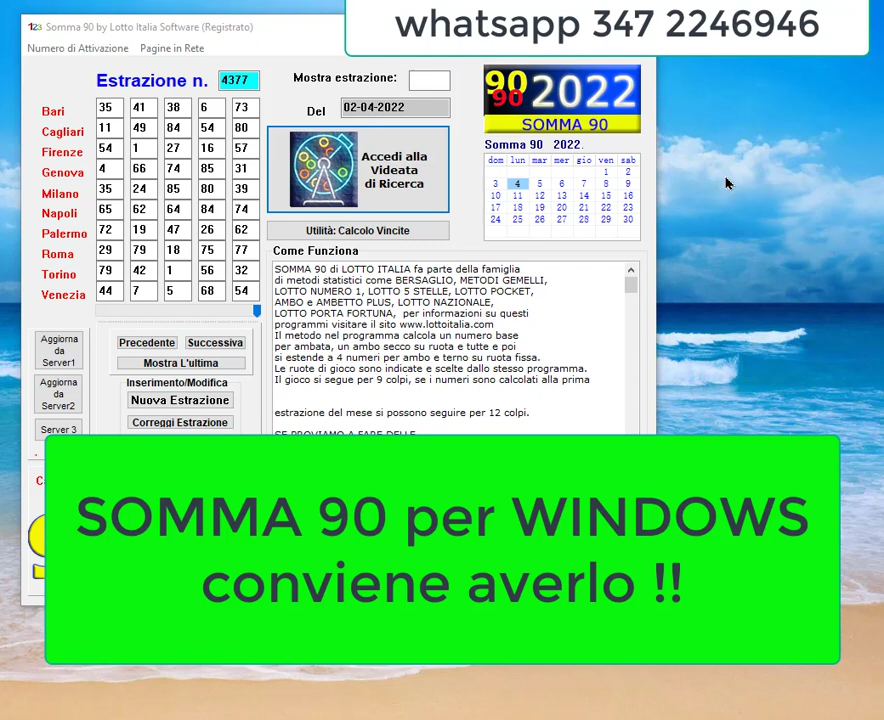 whatsapp 347 2246946
123 Somma 90 by Lotto Italia Software (Registrato)
Numero di Attivazione Pagine in Rete
Estrazione n. 4377
Mostra estrazione:
Del 02-04-2022
Bari 35 41 38 6 73
Cagliari 11 49 84 54 80
Firenze 54 1 27 16 57
Genova 4 66 74 85 31
Milano 35 24 85 80 39
Napoli 65 62 64 84 74
Palermo 72 19 47 26 62
Roma 29 79 18 75 77
Torino 79 42 1 56 32
Venezia 44 7 5 68 54
Accedi alla
Videata
di Ricerca
Utilità: Calcolo Vincite
90
90 2022
SOMMA 90
Somma 90 2022.
dom lun mar mer gio ven sab
1 2
3 4 5 6 7 8 9
10 11 12 13 14 15 16
17 18 19 20 21 22 23
24 25 26 27 28 29 30
Come Funziona
SOMMA 90 di LOTTO ITALIA fa parte della famiglia
di metodi statistici come BERSAGLIO, METODI GEMELLI,
LOTTO NUMERO 1, LOTTO 5 STELLE, LOTTO POCKET,
AMBO e AMBETTO PLUS, LOTTO NAZIONALE,
LOTTO PORTA FORTUNA, per informazioni su questi
programmi visitare il sito www.lottoitalia.com
Il metodo nel programma calcola un numero base
per ambata, un ambo secco su ruota e tutte e poi
si estende a 4 numeri per ambo e terno su ruota fissa.
Le ruote di gioco sono indicate e scelte dallo stesso programma.
Il gioco si segue per 9 colpi, se i numeri sono calcolati alla prima
estrazione del mese si possono seguire per 12 colpi.
SE PROVIAMO A FARE DELLE
Aggiorna
da
Server1
Aggiorna
da
Server2
Server 3
Precedente Successiva
Mostra L'ultima
Inserimento/Modifica
Nuova Estrazione
Correggi Estrazione
SOMMA 90 per WINDOWS
conviene averlo !!